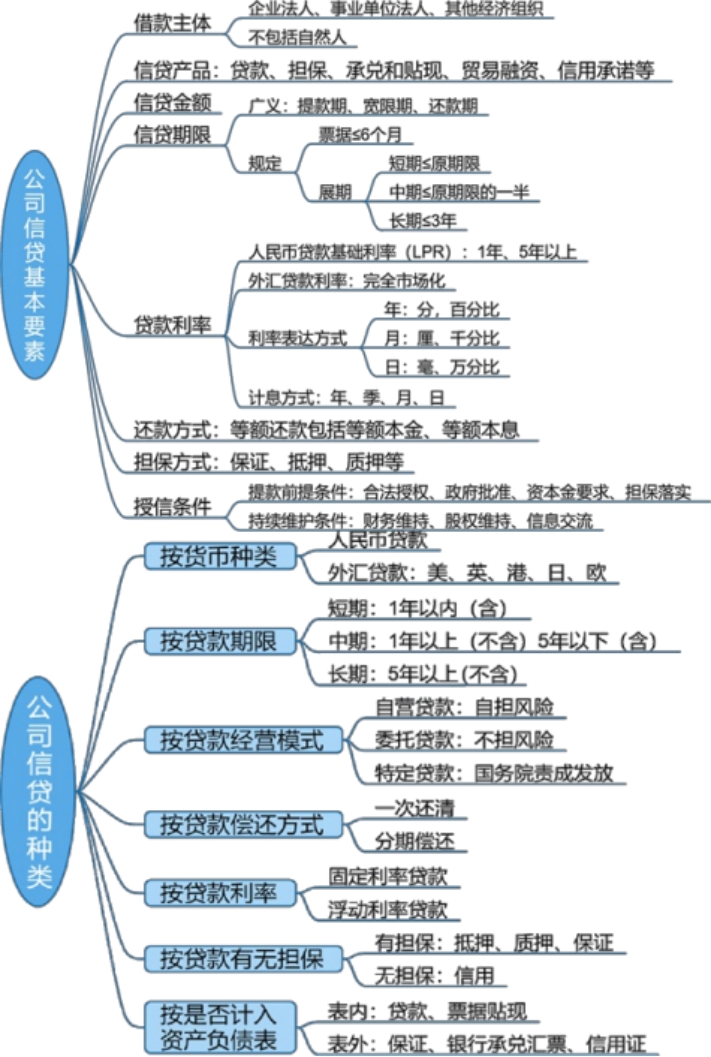 公司信贷基本要素
借款主体
企业法人、事业单位法人、其他经济组织
不包括自然人
信贷产品：贷款、担保、承兑和贴现、贸易融资、信用承诺等
信贷金额
信贷期限
广义：提款期、宽限期、还款期
规定
票据≤6个月
展期
短期≤原期限
中期≤原期限的一半
长期≤3年
贷款利率
人民币贷款基础利率（LPR）：1年、5年以上
外汇贷款利率：完全市场化
利率表达方式
年：分，百分比
月：厘、千分比
日：毫、万分比
计息方式：年、季、月、日
还款方式：等额还款包括等额本金、等额本息
担保方式：保证、抵押、质押等
授信条件
提款前提条件：合法授权、政府批准、资本金要求、担保落实
持续维护条件：财务维持、股权维持、信息交流
公司信贷的种类
按货币种类
人民币贷款
外汇贷款：美、英、港、日、欧
按贷款期限
短期：1年以内（含）
中期：1年以上（不含）5年以下（含）
长期：5年以上(不含）
按贷款经营模式
自营贷款：自担风险
委托贷款：不担风险
特定贷款：国务院责成发放
按贷款偿还方式
一次还清
分期偿还
按贷款利率
固定利率贷款
浮动利率贷款
按贷款有无担保
有担保：抵押、质押、保证
无担保：信用
按是否计入
资产负债表
表内：贷款、票据贴现
表外：保证、银行承兑汇票、信用证